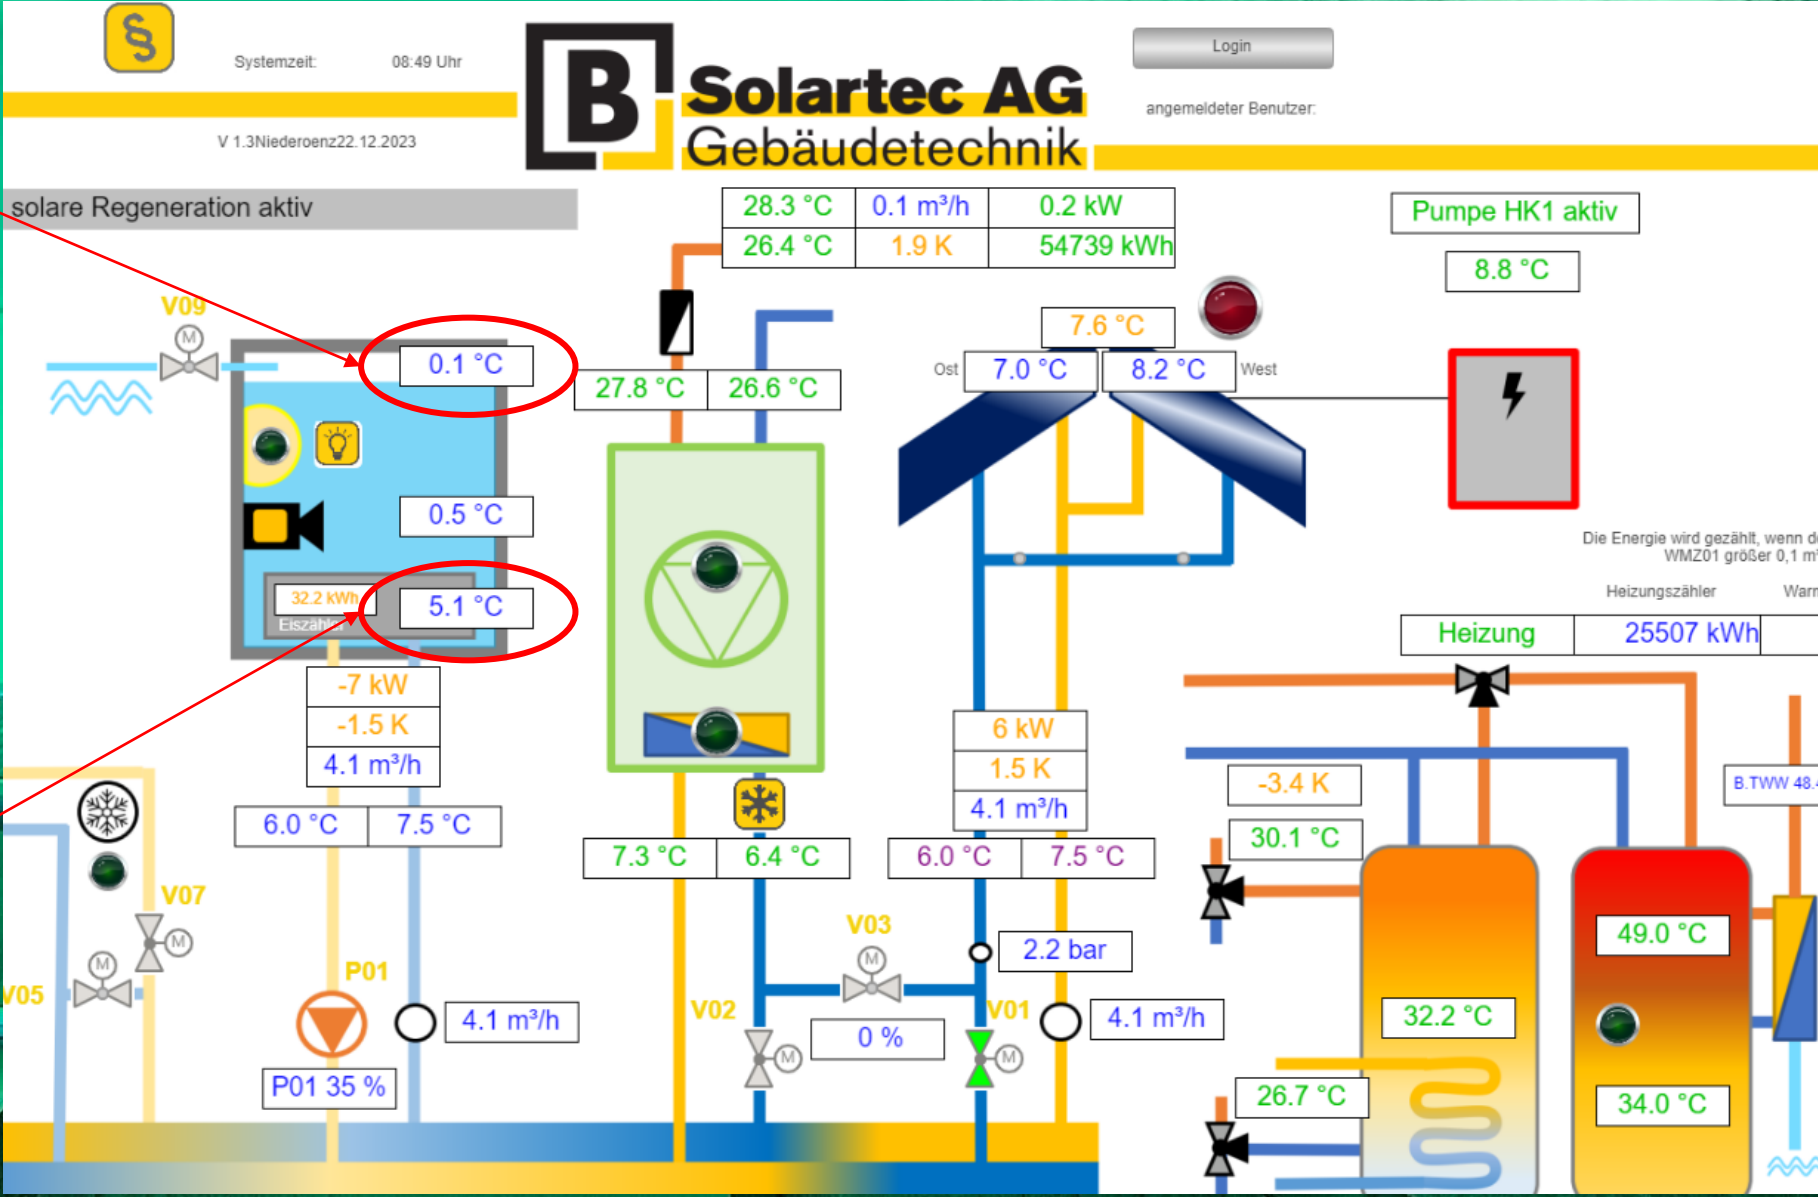 §
Systemzeit: 08:49 Uhr
V 1.3Niederoenz22.12.2023
B
Solartec AG
Gebäudetechnik
Login
angemeldeter Benutzer:
solare Regeneration aktiv
28.3 °C 0.1 m³/h 0.2 kW
26.4 °C 1.9 K 54739 kWh
Pumpe HK1 aktiv
8.8 °C
V09
M
0.1 °C
27.8 °C 26.6 °C
7.6 °C
Ost 7.0 °C 8.2 °C West
0.5 °C
32.2 kWh
Eiszähler
5.1 °C
Die Energie wird gezählt, wenn
WMZ01 größer 0,1
Heizungszähler
Heizung 25507 kWh
-7 kW
-1.5 K
4.1 m³/h
6.0 °C 7.5 °C
6 kW
1.5 K
4.1 m³/h
7.3 °C 6.4 °C
6.0 °C 7.5 °C
-3.4 K
30.1 °C
B.TWW 48.
V07
M
M
V05
P01
4.1 m³/h
P01 35 %
V03
M
V02
M
0 %
2.2 bar
V01
M
4.1 m³/h
49.0 °C
32.2 °C
26.7 °C
34.0 °C